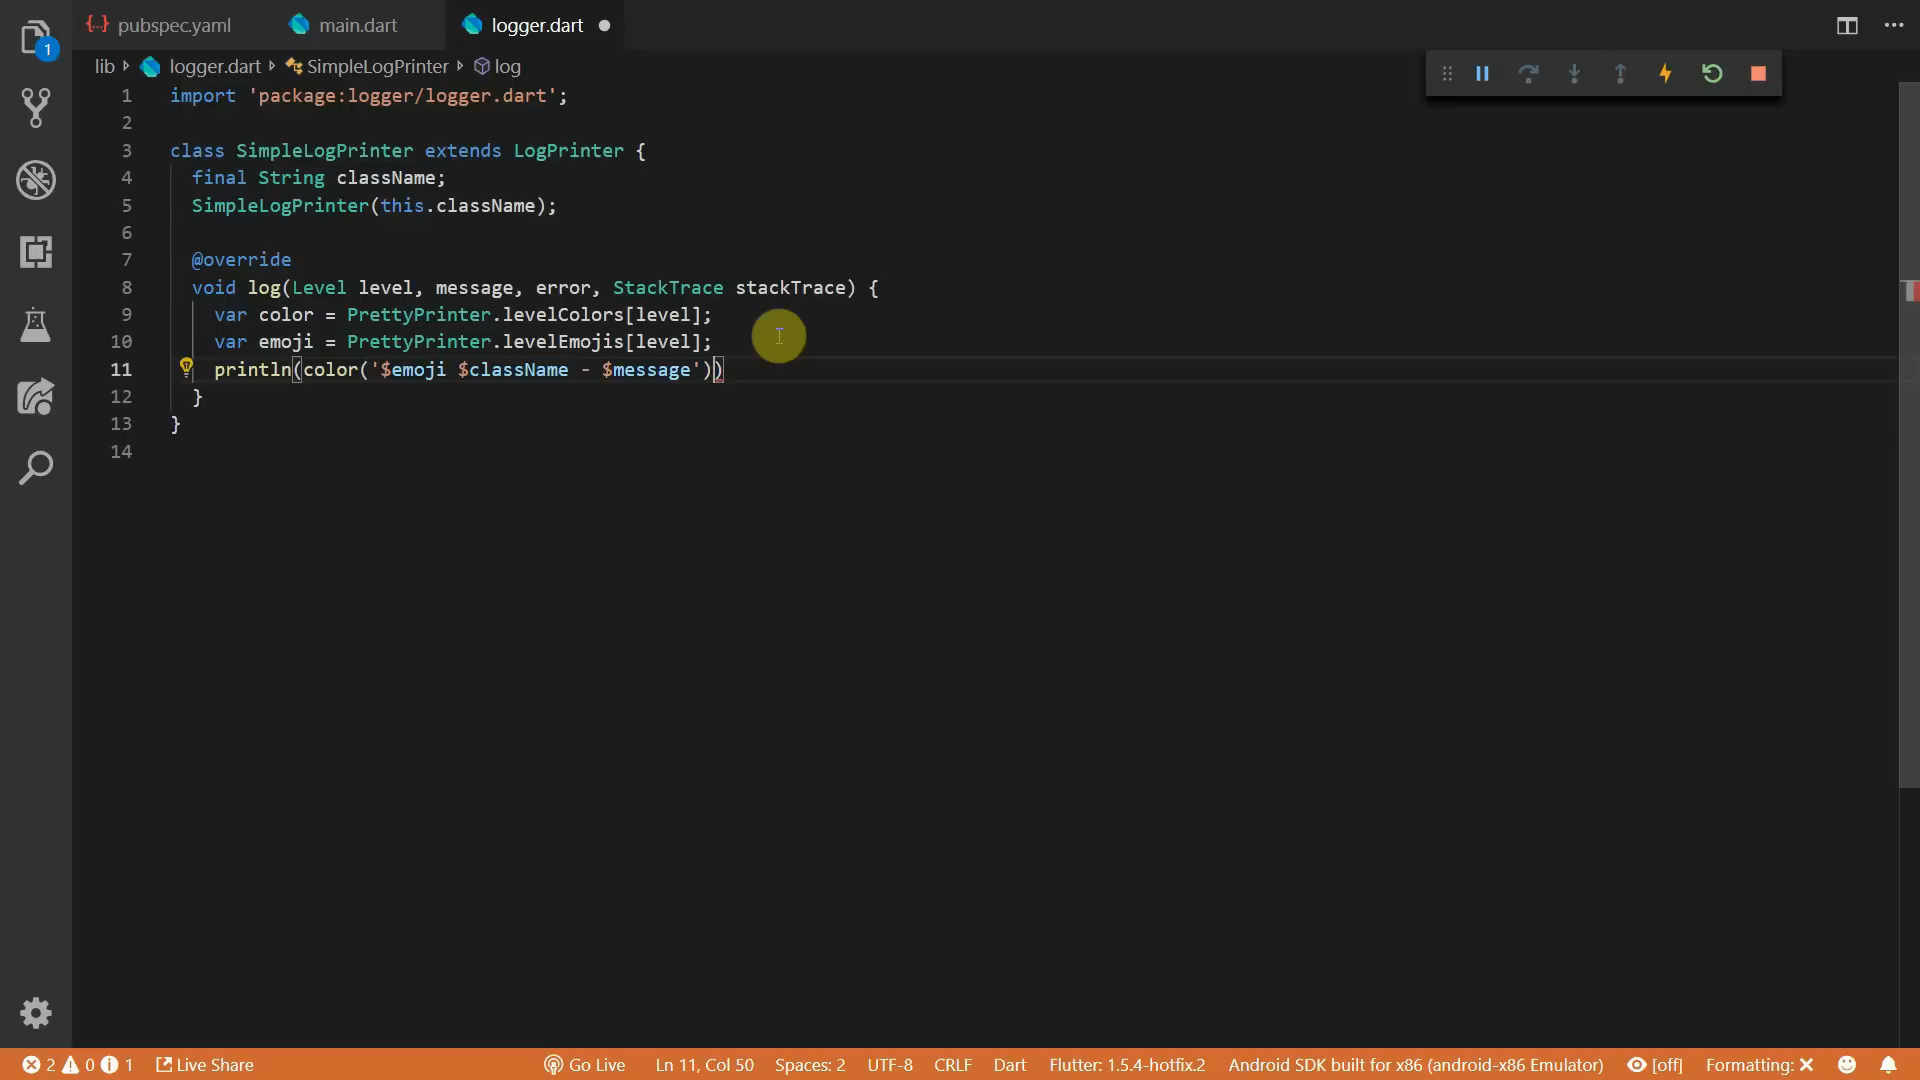 {..} pubspec.yaml main.dart logger.dart
1
lib logger.dart SimpleLogPrinter log
1 import 'package:logger/logger.dart';
2
3 class SimpleLogPrinter extends LogPrinter {
4 final String className;
5 SimpleLogPrinter(this.className);
6
7 @override
8 void log(Level level, message, error, StackTrace stackTrace) {
9 var color = PrettyPrinter.levelColors[level];
10 var emoji = PrettyPrinter.levelEmojis[level];
11 println(color('$emoji $className - $message'))
12 }
13 }
14
2 0 1 Live Share Go Live Ln 11, Col 50 Spaces: 2 UTF-8 CRLF Dart Flutter: 1.5.4-hotfix.2 Android SDK built for x86 (android-x86 Emulator) [off] Formatting: ✕